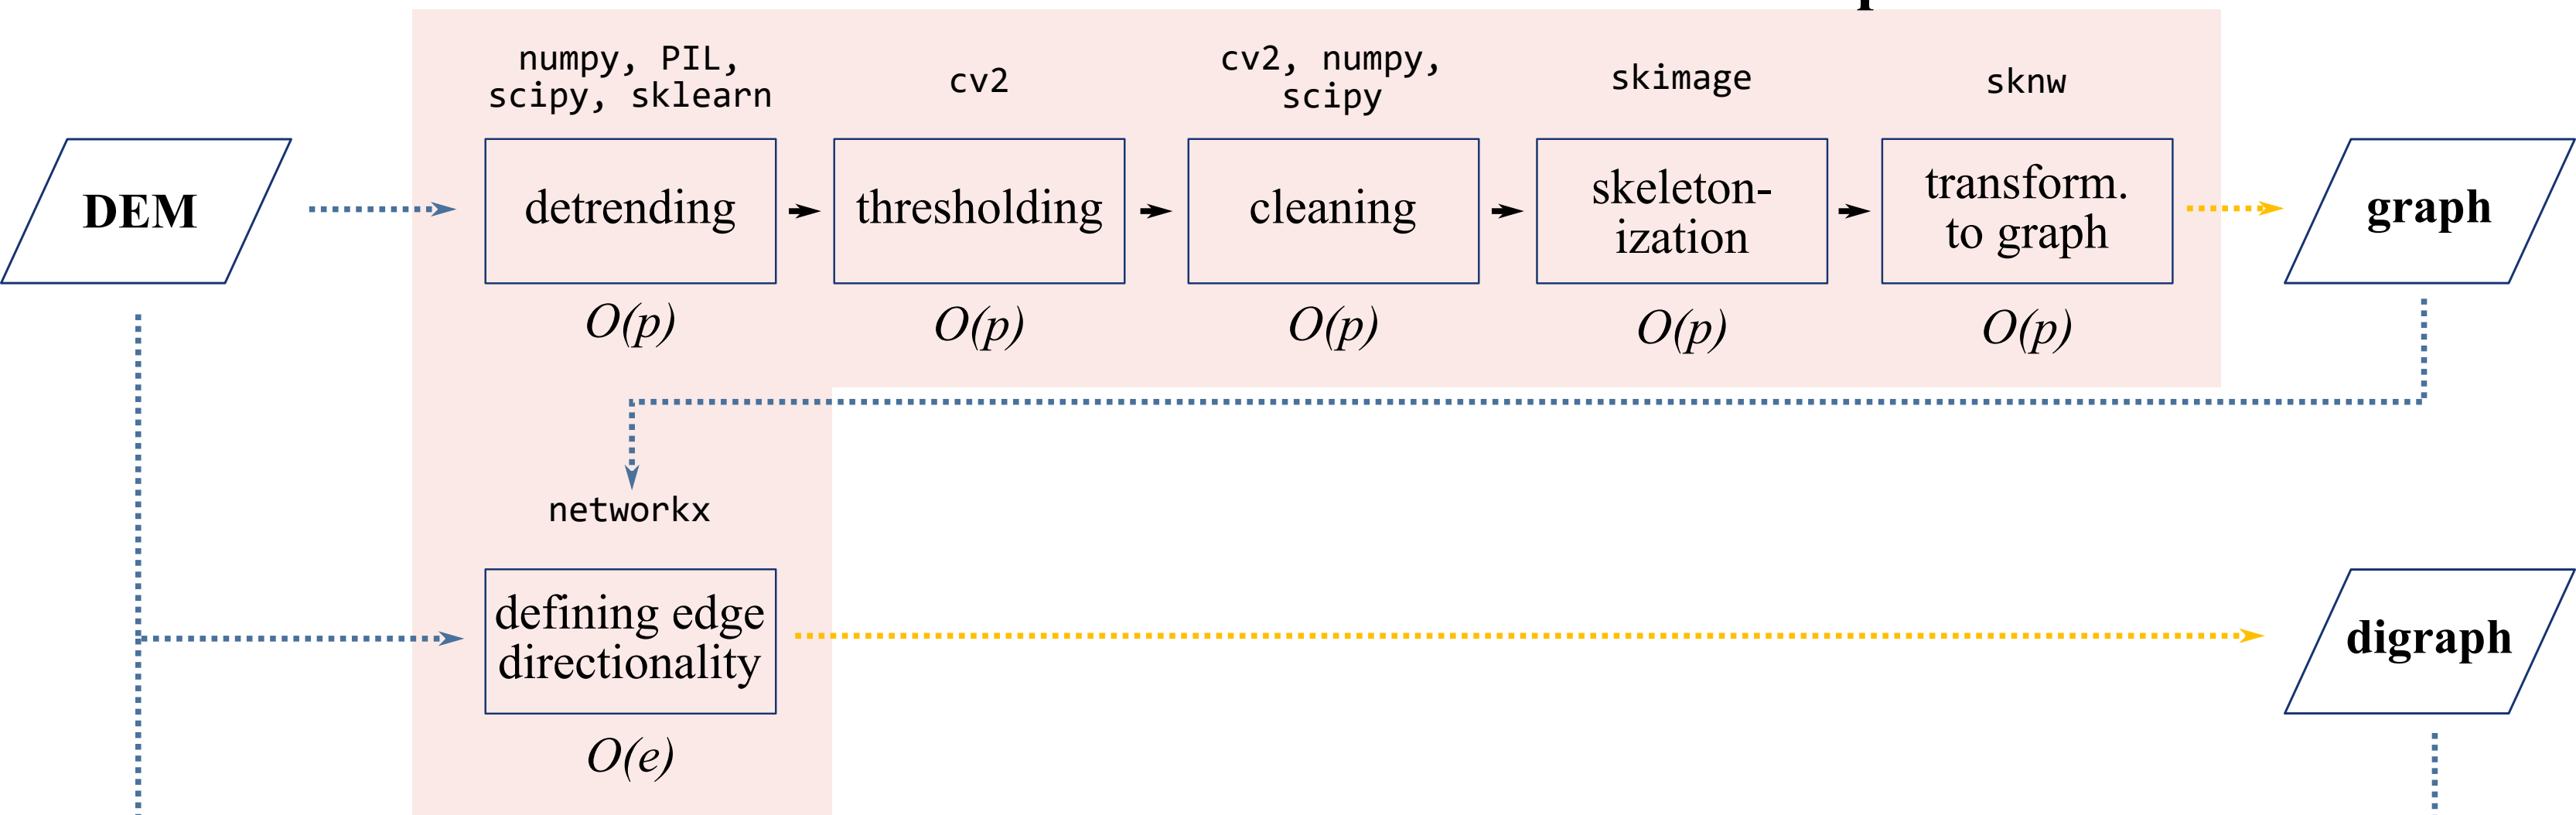 numpy, PIL,
scipy, sklearn
cv2
cv2, numpy,
scipy
skimage
sknw
DEM
detrending
thresholding
cleaning
skeleton-
ization
transform.
to graph
graph
O(p)
O(p)
O(p)
O(p)
O(p)
networkx
defining edge
directionality
digraph
O(e)